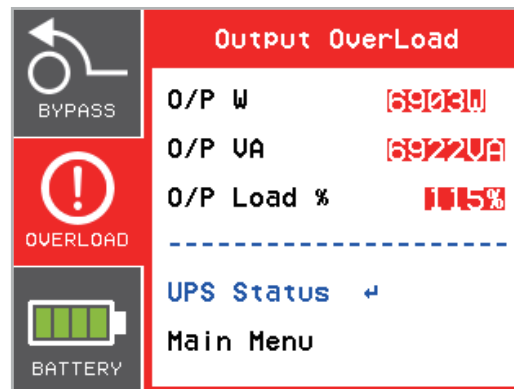 Output OverLoad
BYPASS
O/P W 6903W
O/P VA 6922VA
O/P Load % 115%
OVERLOAD
UPS Status ↵
Main Menu
BATTERY